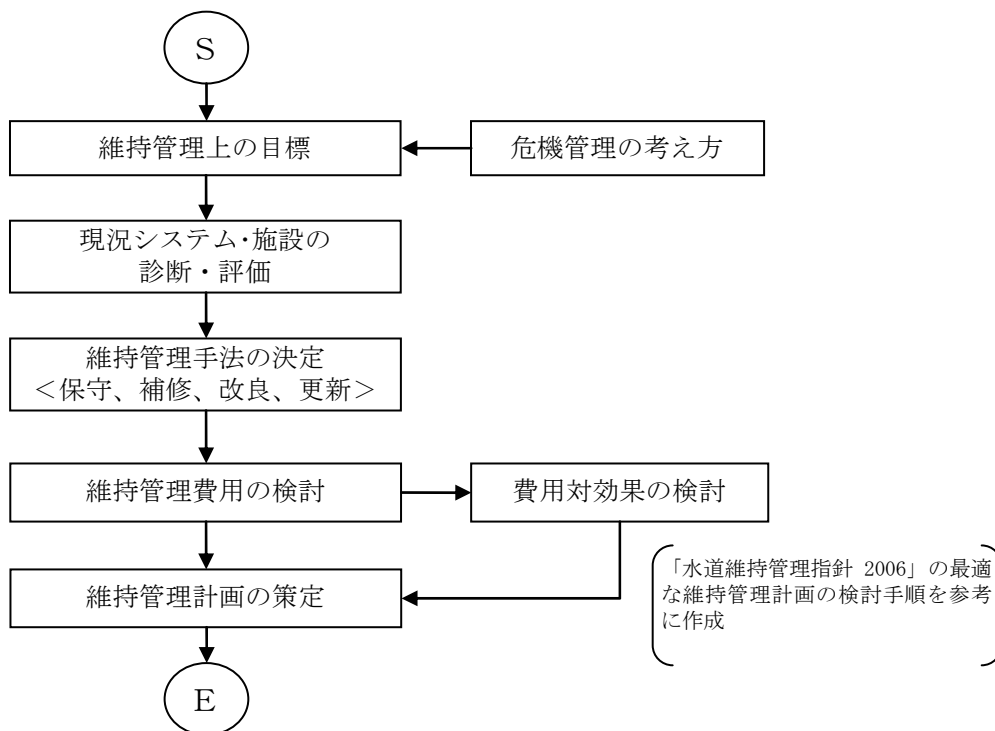 S
維持管理上の目標
危機管理の考え方
現況システム・施設の
診断・評価
維持管理手法の決定
＜保守、補修、改良、更新＞
維持管理費用の検討
費用対効果の検討
維持管理計画の策定
「水道維持管理指針 2006」の最適
な維持管理計画の検討手順を参考
に作成
E